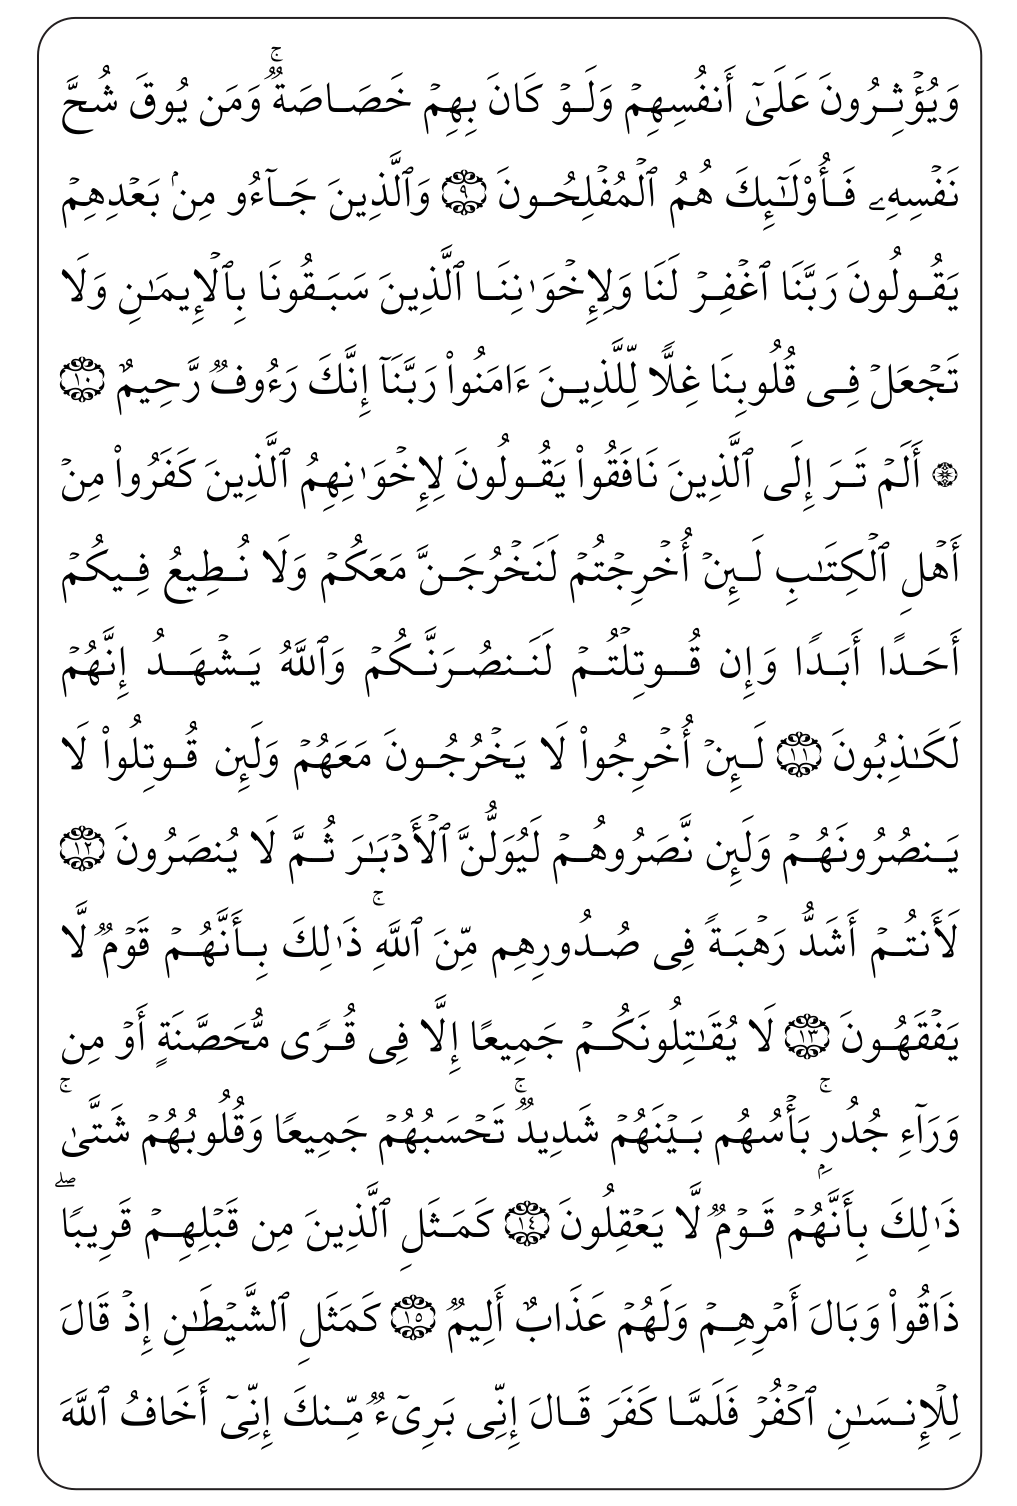 وَيُؤۡثِرُونَ عَلَىٰٓ أَنفُسِهِمۡ وَلَوۡ كَانَ بِهِمۡ خَصَاصَةٌۚ وَمَن يُوقَ شُحَّ
نَفۡسِهِۦ فَأُوْلَٰٓئِكَ هُمُ ٱلۡمُفۡلِحُونَ ٩ وَٱلَّذِينَ جَآءُو مِنۢ بَعۡدِهِمۡ
يَقُولُونَ رَبَّنَا ٱغۡفِرۡ لَنَا وَلِإِخۡوَٰنِنَا ٱلَّذِينَ سَبَقُونَا بِٱلۡإِيمَٰنِ وَلَا
تَجۡعَلۡ فِى قُلُوبِنَا غِلًّا لِّلَّذِينَ ءَامَنُواْ رَبَّنَآ إِنَّكَ رَءُوفٌ رَّحِيمٌ ١٠
۞ أَلَمۡ تَرَ إِلَى ٱلَّذِينَ نَافَقُواْ يَقُولُونَ لِإِخۡوَٰنِهِمُ ٱلَّذِينَ كَفَرُواْ مِنۡ
أَهۡلِ ٱلۡكِتَٰبِ لَئِنۡ أُخۡرِجۡتُمۡ لَنَخۡرُجَنَّ مَعَكُمۡ وَلَا نُطِيعُ فِيكُمۡ
أَحَدًا أَبَدًا وَإِن قُوتِلۡتُمۡ لَنَنصُرَنَّكُمۡ وَٱللَّهُ يَشۡهَدُ إِنَّهُمۡ
لَكَٰذِبُونَ ١١ لَئِنۡ أُخۡرِجُواْ لَا يَخۡرُجُونَ مَعَهُمۡ وَلَئِن قُوتِلُواْ لَا
يَنصُرُونَهُمۡ وَلَئِن نَّصَرُوهُمۡ لَيُوَلُّنَّ ٱلۡأَدۡبَٰرَ ثُمَّ لَا يُنصَرُونَ ١٢
لَأَنتُمۡ أَشَدُّ رَهۡبَةً فِى صُدُورِهِم مِّنَ ٱللَّهِۚ ذَٰلِكَ بِأَنَّهُمۡ قَوۡمٌ لَّا
يَفۡقَهُونَ ١٣ لَا يُقَٰتِلُونَكُمۡ جَمِيعًا إِلَّا فِى قُرًى مُّحَصَّنَةٍ أَوۡ مِن
وَرَآءِ جُدُرِۭۚ بَأۡسُهُم بَيۡنَهُمۡ شَدِيدٌۚ تَحۡسَبُهُمۡ جَمِيعًا وَقُلُوبُهُمۡ شَتَّىٰۚ
ذَٰلِكَ بِأَنَّهُمۡ قَوۡمٌ لَّا يَعۡقِلُونَ ١٤ كَمَثَلِ ٱلَّذِينَ مِن قَبۡلِهِمۡ قَرِيبًاۖ
ذَاقُواْ وَبَالَ أَمۡرِهِمۡ وَلَهُمۡ عَذَابٌ أَلِيمٌ ١٥ كَمَثَلِ ٱلشَّيۡطَٰنِ إِذۡ قَالَ
لِلۡإِنسَٰنِ ٱكۡفُرۡ فَلَمَّا كَفَرَ قَالَ إِنِّى بَرِىٓءٌ مِّنكَ إِنِّىٓ أَخَافُ ٱللَّهَ